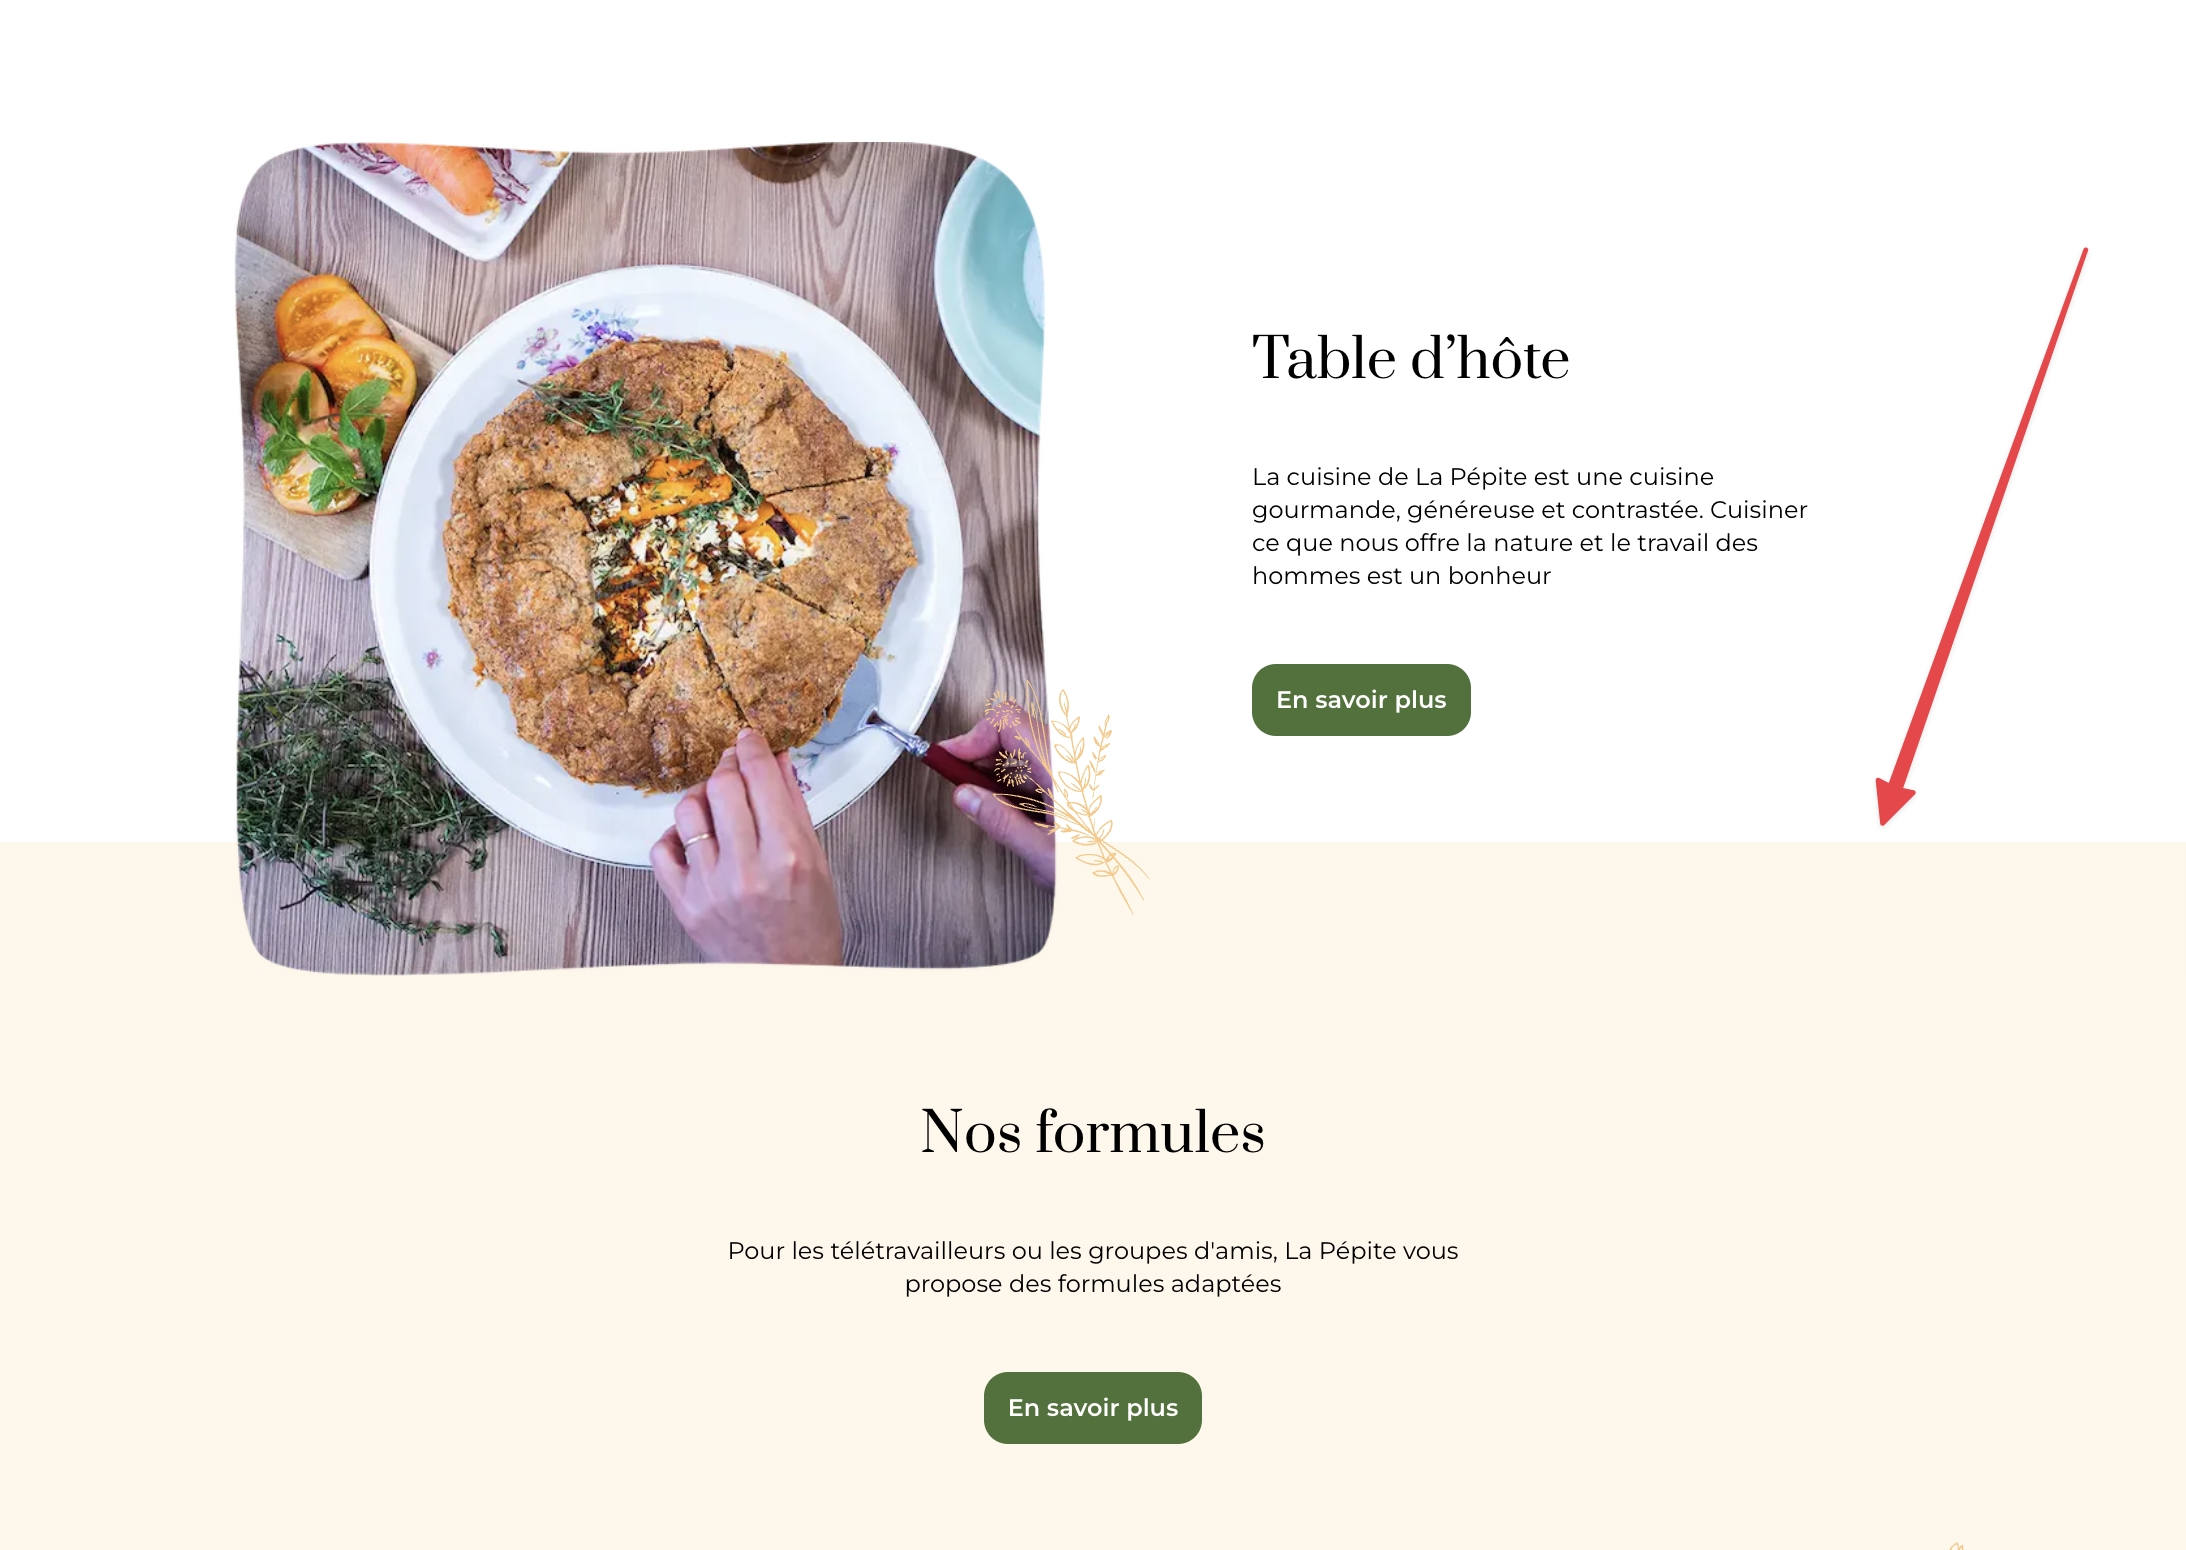 Table d’hôte
La cuisine de La Pépite est une cuisine
gourmande, généreuse et contrastée. Cuisiner
ce que nous offre la nature et le travail des
hommes est un bonheur
En savoir plus
Nos formules
Pour les télétravailleurs ou les groupes d'amis, La Pépite vous
propose des formules adaptées
En savoir plus